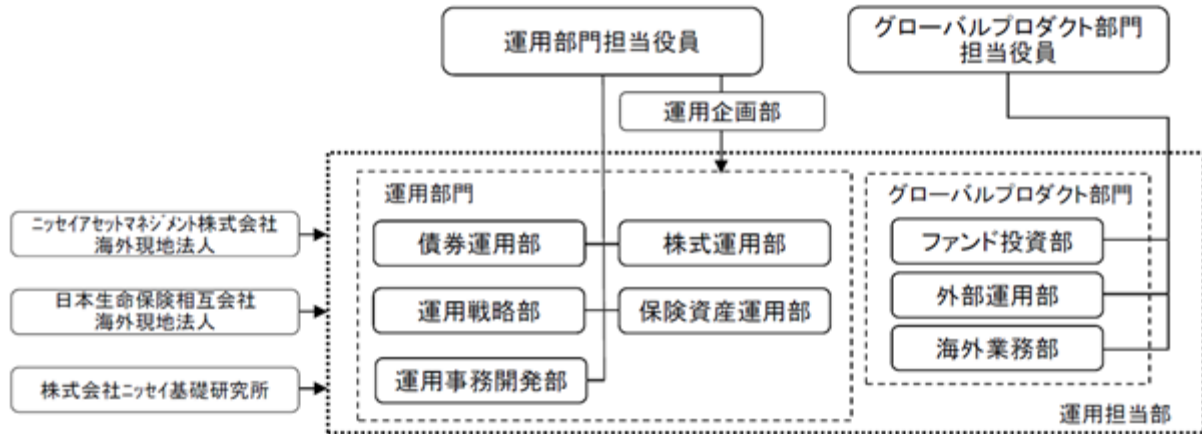 運用部門担当役員
グローバルプロダクト部門
担当役員
運用企画部
運用部門
グローバルプロダクト部門
ニッセイアセットマネジメント株式会社
海外現地法人
債券運用部
株式運用部
ファンド投資部
日本生命保険相互会社
海外現地法人
運用戦略部
保険資産運用部
外部運用部
海外業務部
株式会社ニッセイ基礎研究所
運用事務開発部
運用担当部